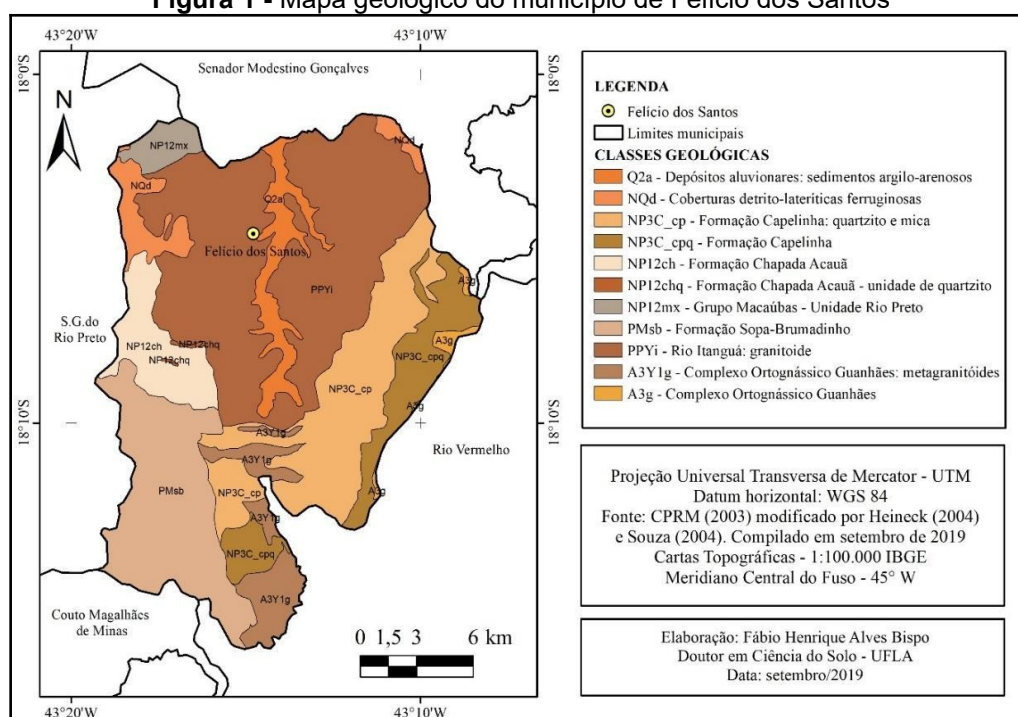 Figura 1 - Mapa geológico do município de Felício dos Santos
43°20'W
43°10'W
18°0'S
18°0'S
Senador Modestino Gonçalves
N
NP12mx
NQd
NQd
Q2a
Felício dos Santos
PPYi
A3g
S.G.do
Rio Preto
NP12ch
NP12chq
NP12chq
A3g
NP3C_cpq
NP3C_cp
A3g
18°10'S
18°10'S
A3Y1g
A3Y1g
Rio Vermelho
PMsb
NP3C_cp
A3g
A3Y1g
NP3C_cpq
A3Y1g
Couto Magalhães
de Minas
0 1,5 3 6 km
43°20'W
43°10'W
LEGENDA
Felício dos Santos
Limites municipais
CLASSES GEOLÓGICAS
Q2a - Depósitos aluvionares: sedimentos argilo-arenosos
NQd - Coberturas detrito-lateríticas ferruginosas
NP3C_cp - Formação Capelinha: quartzito e mica
NP3C_cpq - Formação Capelinha
NP12ch - Formação Chapada Acauã
NP12chq - Formação Chapada Acauã - unidade de quartzito
NP12mx - Grupo Macaúbas - Unidade Rio Preto
PMsb - Formação Sopa-Brumadinho
PPYi - Rio Itanguá: granitoide
A3Y1g - Complexo Ortognássico Guanhães: metagranitóides
A3g - Complexo Ortognássico Guanhães
Projeção Universal Transversa de Mercator - UTM
Datum horizontal: WGS 84
Fonte: CPRM (2003) modificado por Heineck (2004)
e Souza (2004). Compilado em setembro de 2019
Cartas Topográficas - 1:100.000 IBGE
Meridiano Central do Fuso - 45° W
Elaboração: Fábio Henrique Alves Bispo
Doutor em Ciência do Solo - UFLA
Data: setembro/2019